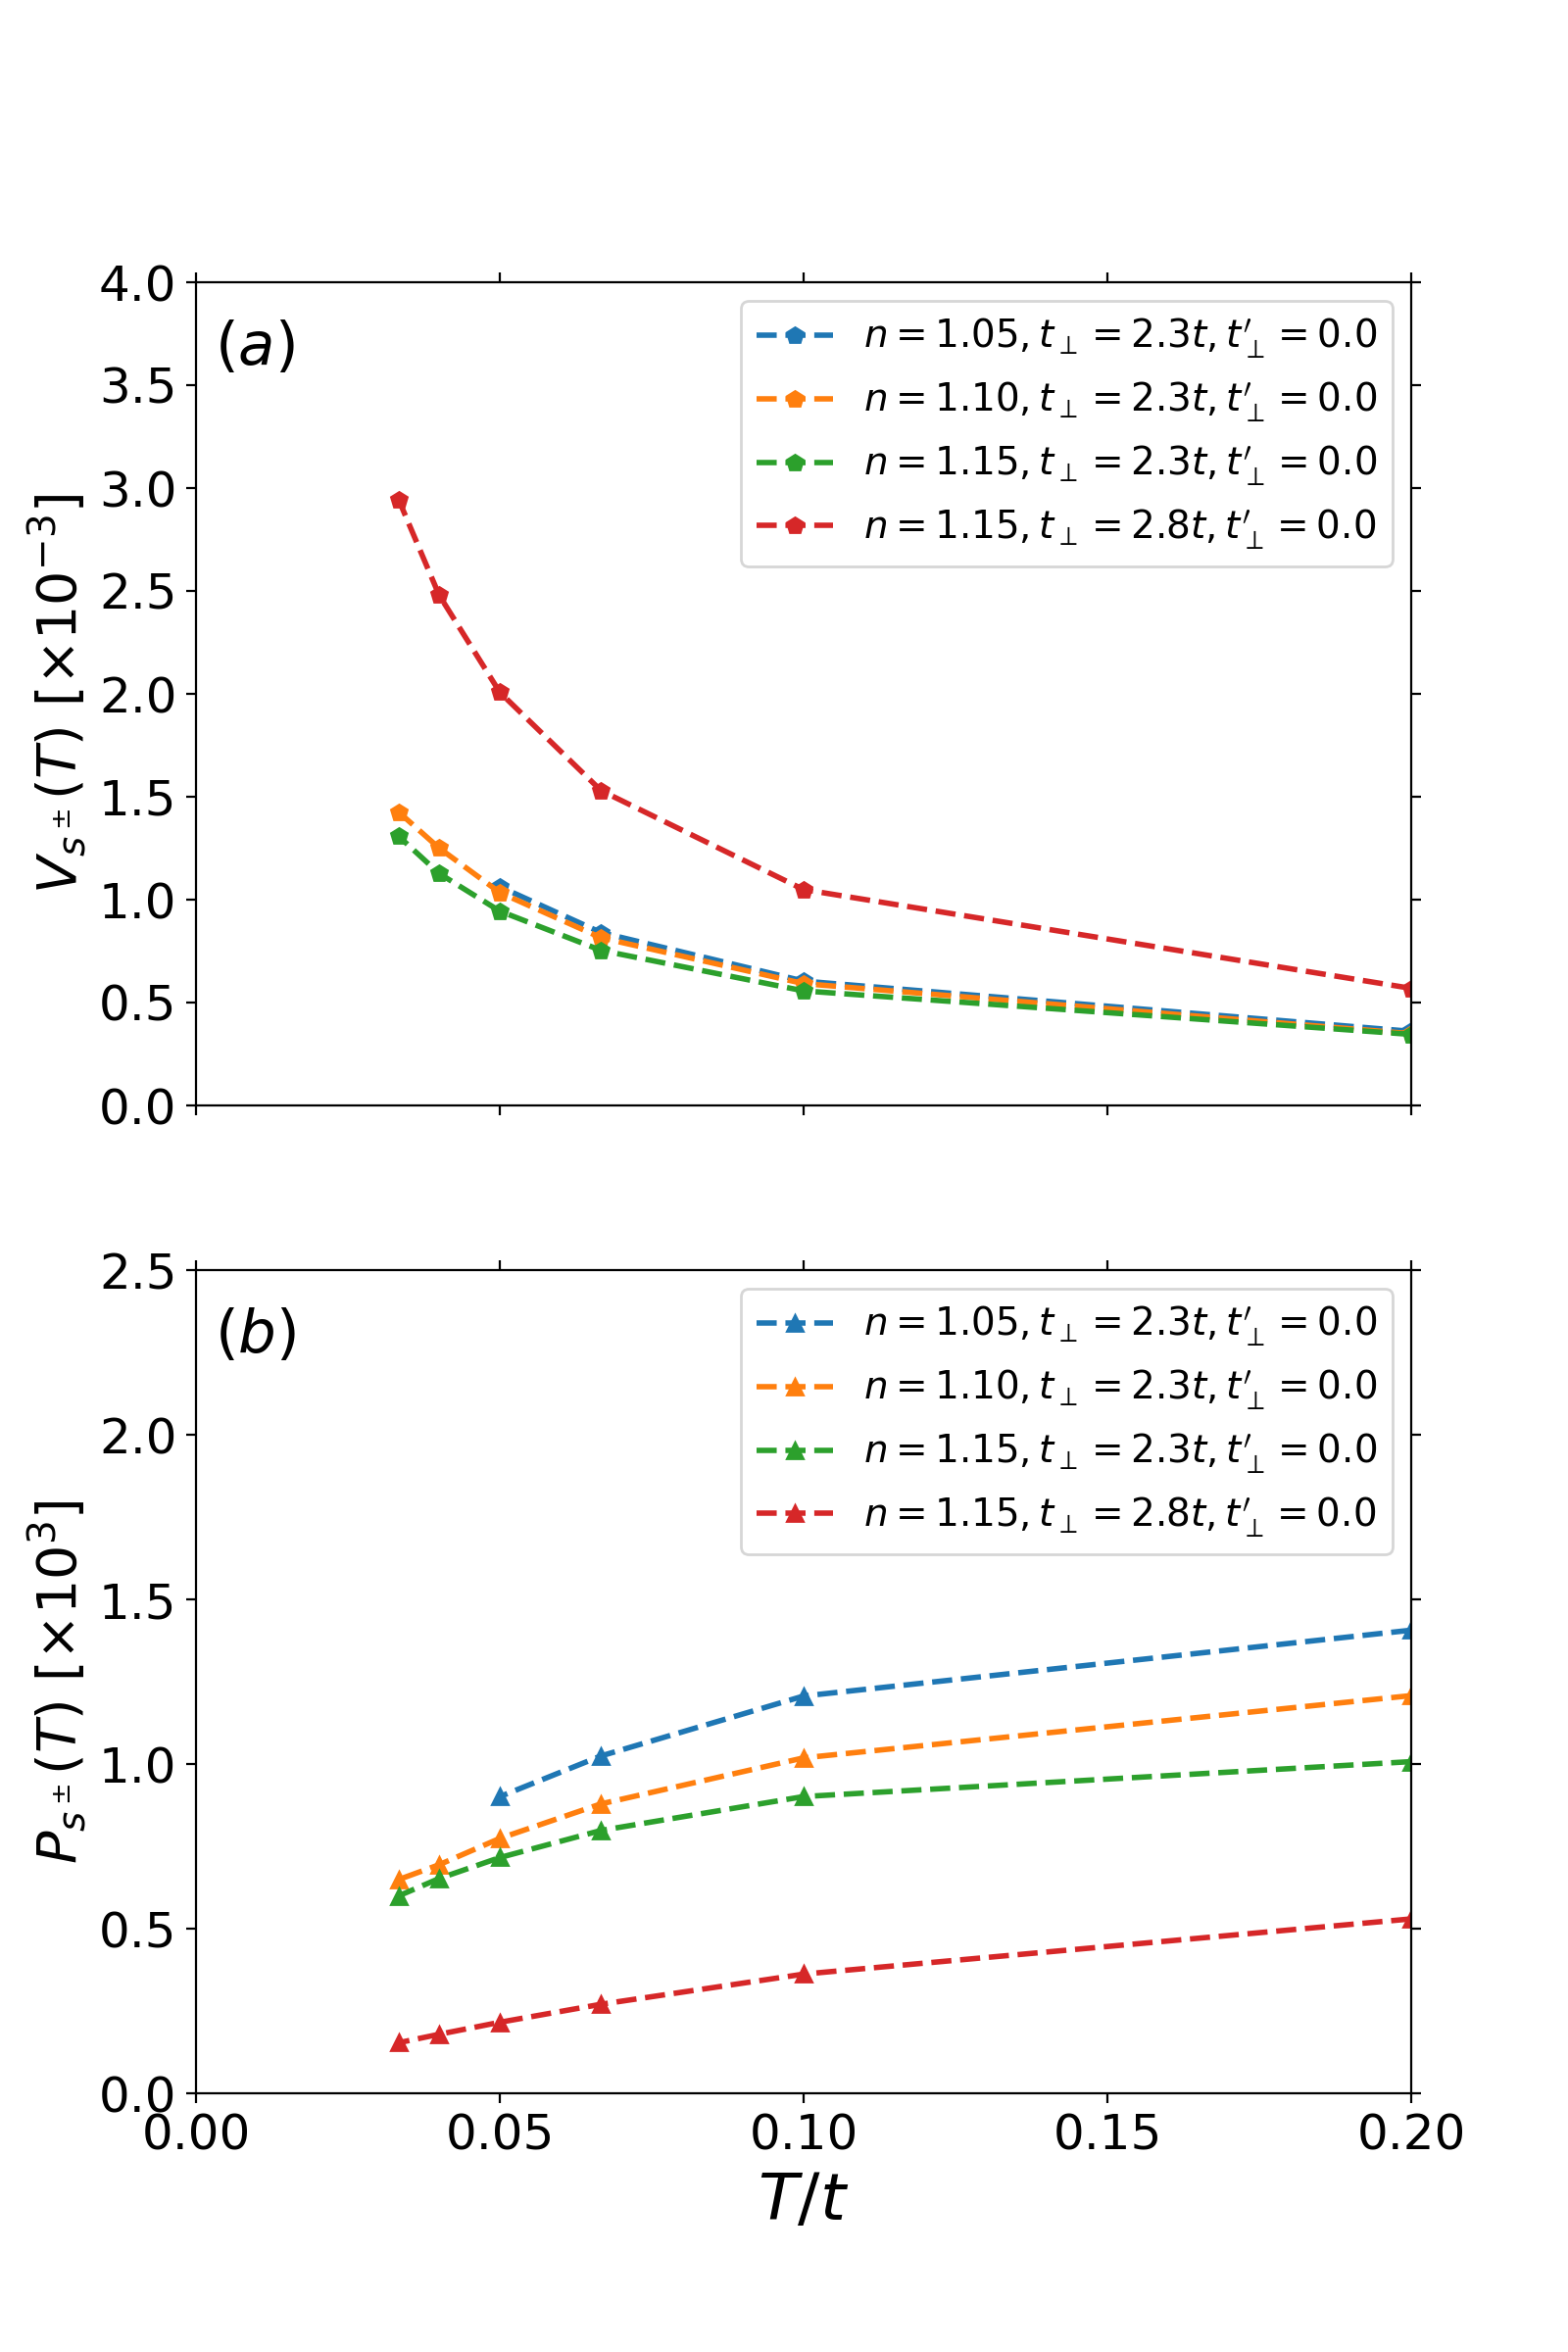 (a)
n = 1.05, t⊥ = 2.3t, t′⊥ = 0.0
n = 1.10, t⊥ = 2.3t, t′⊥ = 0.0
n = 1.15, t⊥ = 2.3t, t′⊥ = 0.0
n = 1.15, t⊥ = 2.8t, t′⊥ = 0.0
V_{s^±}(T) [×10^{−3}]
4.0
3.5
3.0
2.5
2.0
1.5
1.0
0.5
0.0
(b)
n = 1.05, t⊥ = 2.3t, t′⊥ = 0.0
n = 1.10, t⊥ = 2.3t, t′⊥ = 0.0
n = 1.15, t⊥ = 2.3t, t′⊥ = 0.0
n = 1.15, t⊥ = 2.8t, t′⊥ = 0.0
P_{s^±}(T) [×10^{3}]
2.5
2.0
1.5
1.0
0.5
0.0
0.00 0.05 0.10 0.15 0.20
T/t